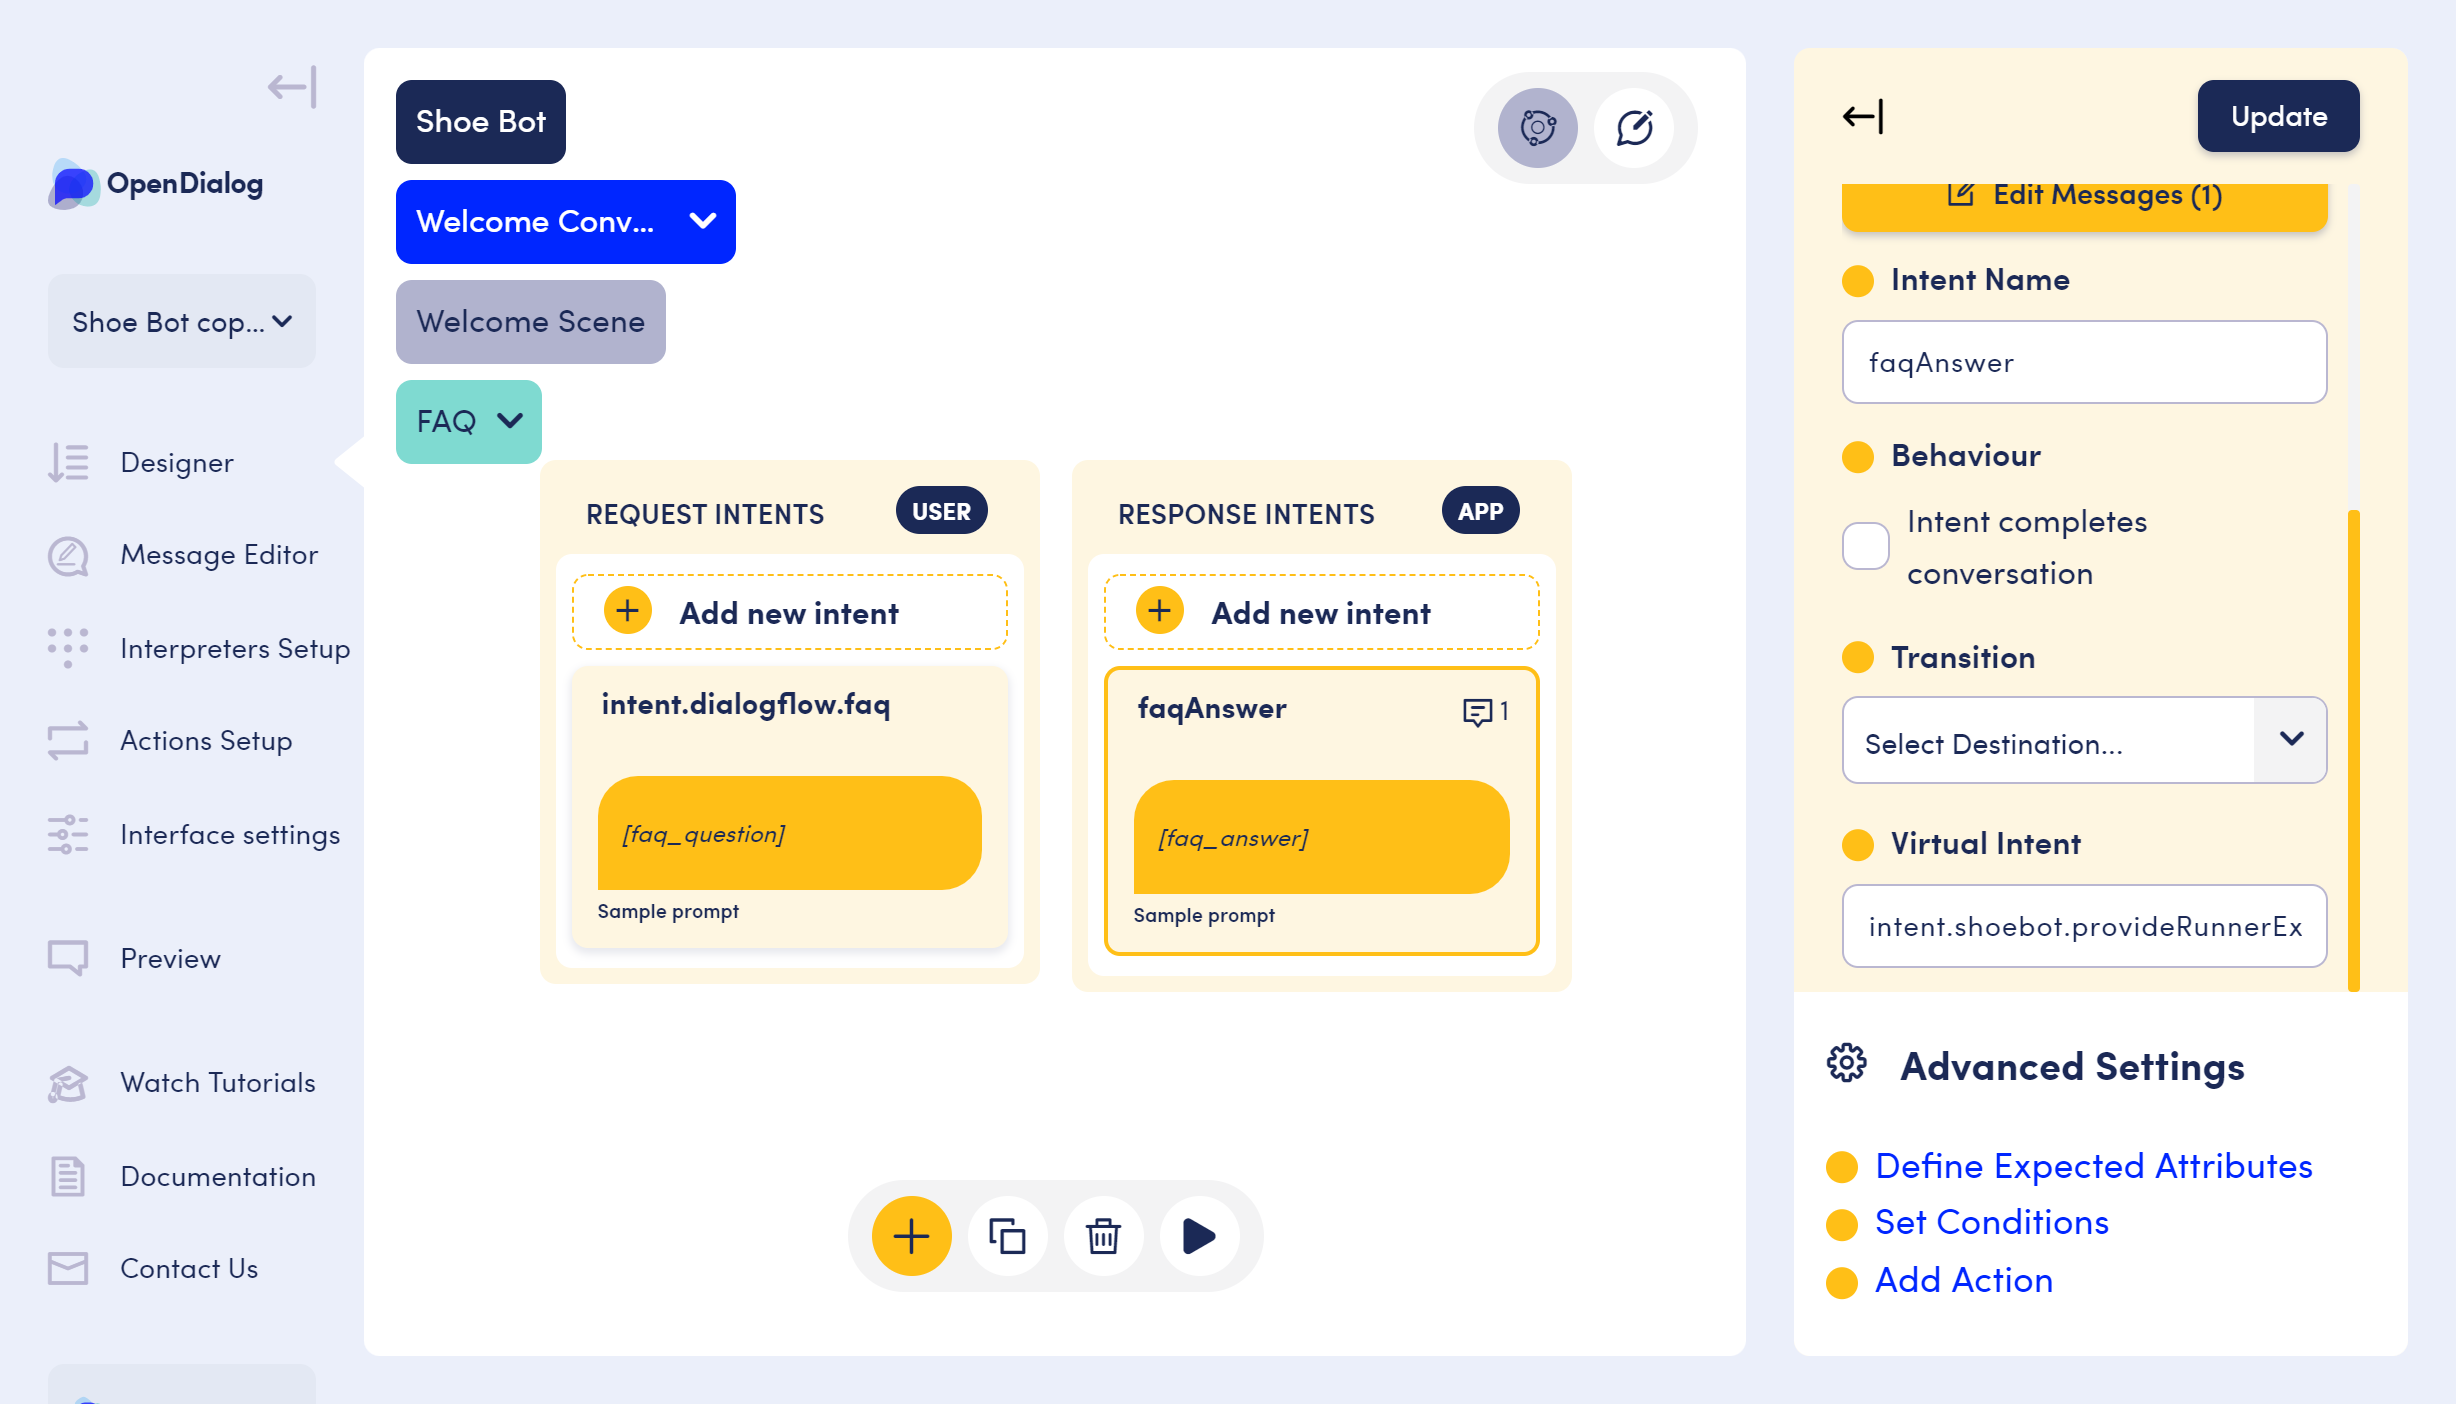 OpenDialog
Shoe Bot cop...
Designer
Message Editor
Interpreters Setup
Actions Setup
Interface settings
Preview
Watch Tutorials
Documentation
Contact Us
Shoe Bot
Welcome Conv...
Welcome Scene
FAQ
REQUEST INTENTS
USER
Add new intent
intent.dialogflow.faq
[faq_question]
Sample prompt
RESPONSE INTENTS
APP
Add new intent
faqAnswer
1
[faq_answer]
Sample prompt
Update
Edit Messages (1)
Intent Name
faqAnswer
Behaviour
Intent completes
conversation
Transition
Select Destination...
Virtual Intent
intent.shoebot.provideRunnerEx
Advanced Settings
Define Expected Attributes
Set Conditions
Add Action